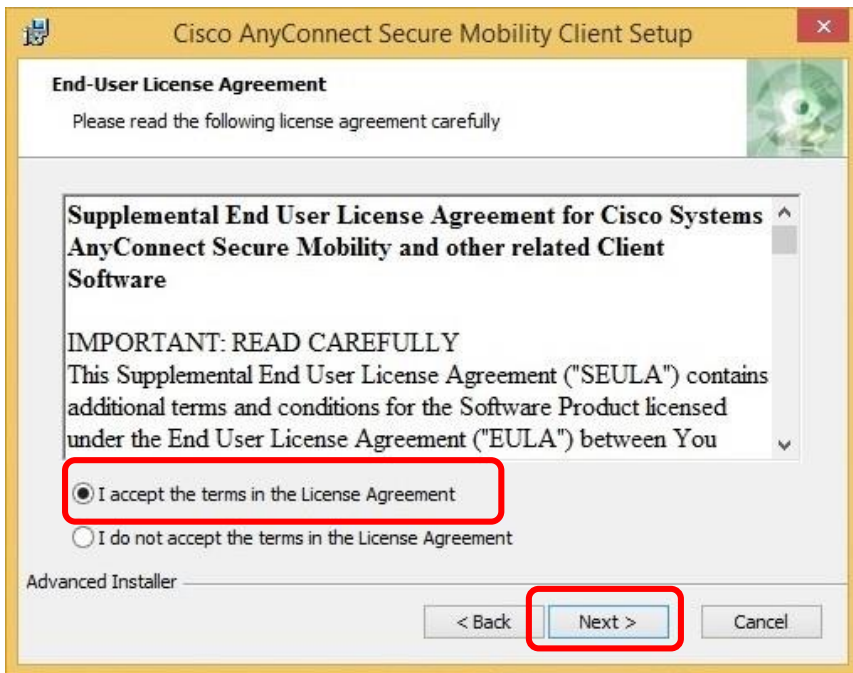 Cisco AnyConnect Secure Mobility Client Setup
End-User License Agreement
Please read the following license agreement carefully
Supplemental End User License Agreement for Cisco Systems
AnyConnect Secure Mobility and other related Client
Software
IMPORTANT: READ CAREFULLY
This Supplemental End User License Agreement ("SEULA") contains
additional terms and conditions for the Software Product licensed
under the End User License Agreement ("EULA") between You
I accept the terms in the License Agreement
I do not accept the terms in the License Agreement
Advanced Installer
< Back Next > Cancel